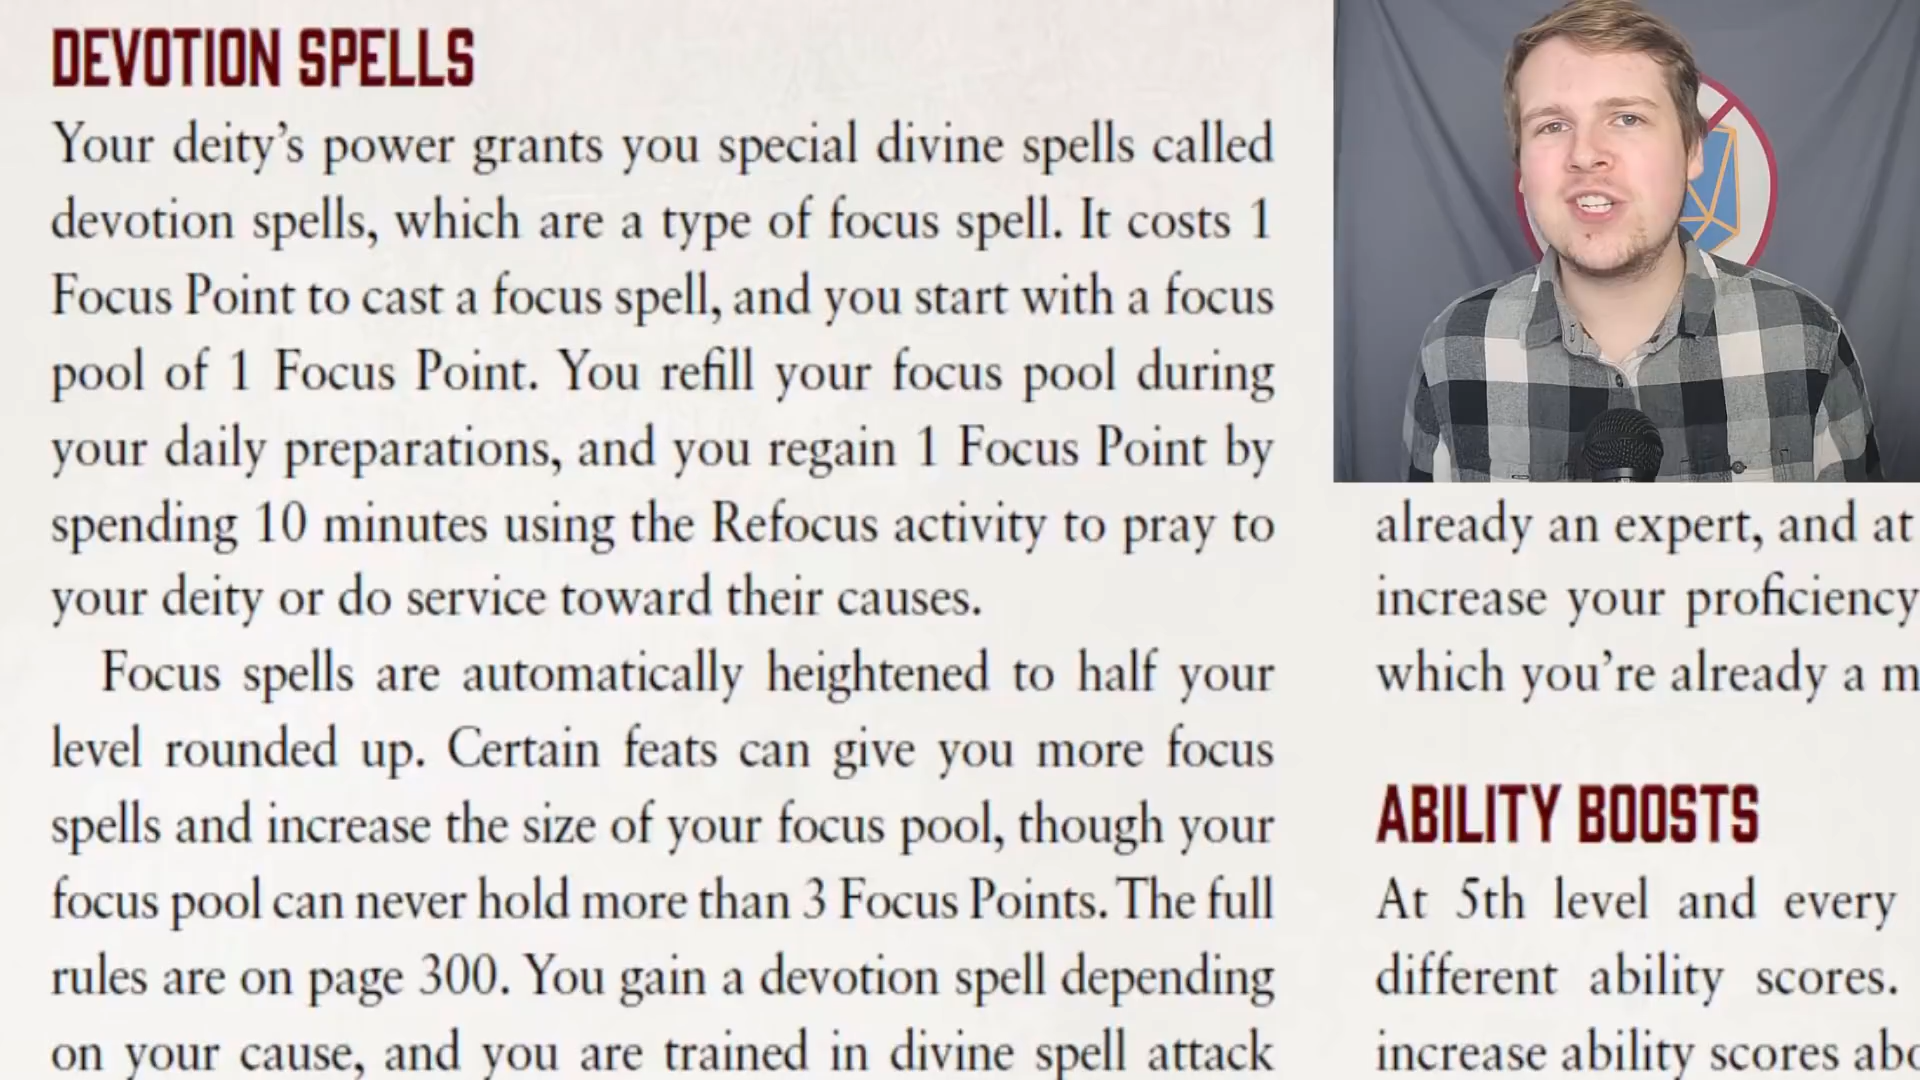 DEVOTION SPELLS
Your deity’s power grants you special divine spells called
devotion spells, which are a type of focus spell. It costs 1
Focus Point to cast a focus spell, and you start with a focus
pool of 1 Focus Point. You refill your focus pool during
your daily preparations, and you regain 1 Focus Point by
spending 10 minutes using the Refocus activity to pray to
your deity or do service toward their causes.
Focus spells are automatically heightened to half your
level rounded up. Certain feats can give you more focus
spells and increase the size of your focus pool, though your
focus pool can never hold more than 3 Focus Points. The full
rules are on page 300. You gain a devotion spell depending
on your cause, and you are trained in divine spell attack
already an expert, and at
increase your proficiency
which you’re already a m
ABILITY BOOSTS
At 5th level and every
different ability scores.
increase ability scores abo